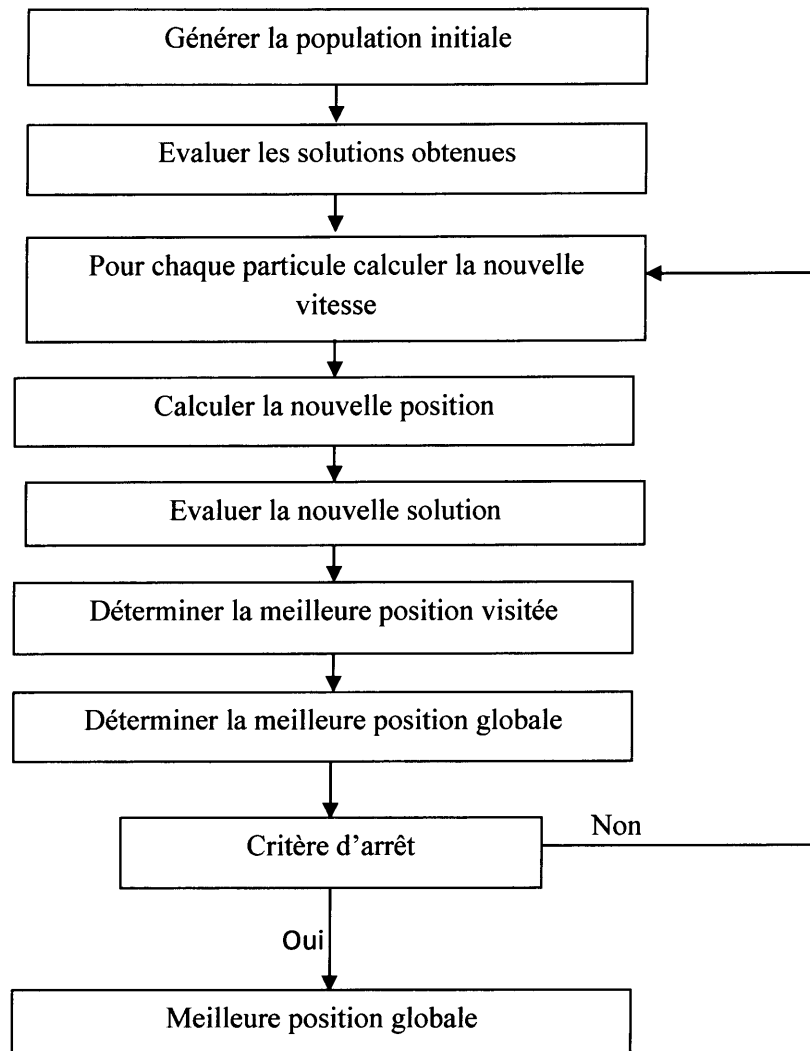 Générer la population initiale
Evaluer les solutions obtenues
Pour chaque particule calculer la nouvelle
vitesse
Calculer la nouvelle position
Evaluer la nouvelle solution
Déterminer la meilleure position visitée
Déterminer la meilleure position globale
Critère d'arrêt
Non
Oui
Meilleure position globale